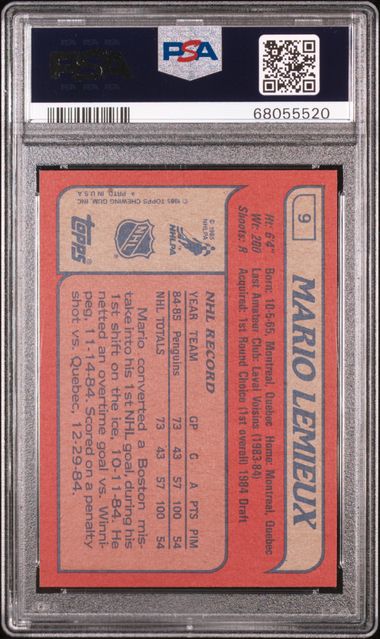 PSA
PSA
68055520
9
MARIO LEMIEUX
Ht: 6'4" Born: 10-5-65, Montreal, Quebec Home: Montreal, Quebec
Wt: 200 Last Amateur Club: Laval Voisins (1983-84)
Shoots: R Acquired: 1st Round Choice (1st overall) 1984 Draft
NHL RECORD
YEAR TEAM GP G A PTS PIM
84-85 Penguins 73 43 57 100 54
NHL TOTALS 73 43 57 100 54
Mario converted a Boston mis-
take into his 1st NHL goal, during his
1st shift on the ice, 10-11-84. He
netted an overtime goal vs. Winni-
peg, 11-14-84. Scored on a penalty
shot vs. Quebec, 12-29-84.
© 1985
NHLPA
NHL
topps
© 1985 TOPPS CHEWING GUM, INC.
PRTD. IN U.S.A.